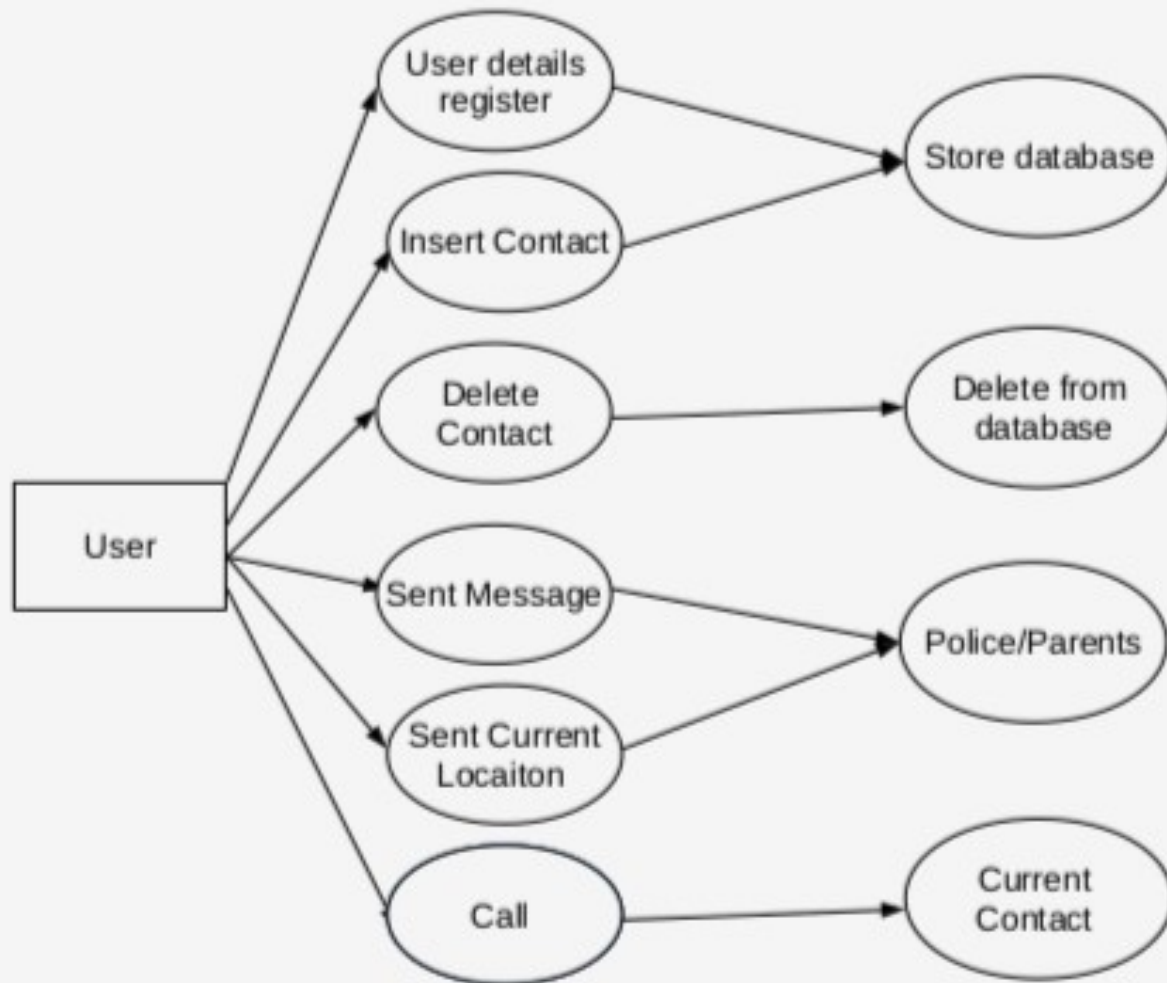 User details
register
Store database
Insert Contact
Delete
Contact
Delete from
database
User
Sent Message
Police/Parents
Sent Current
Locaiton
Call
Current
Contact